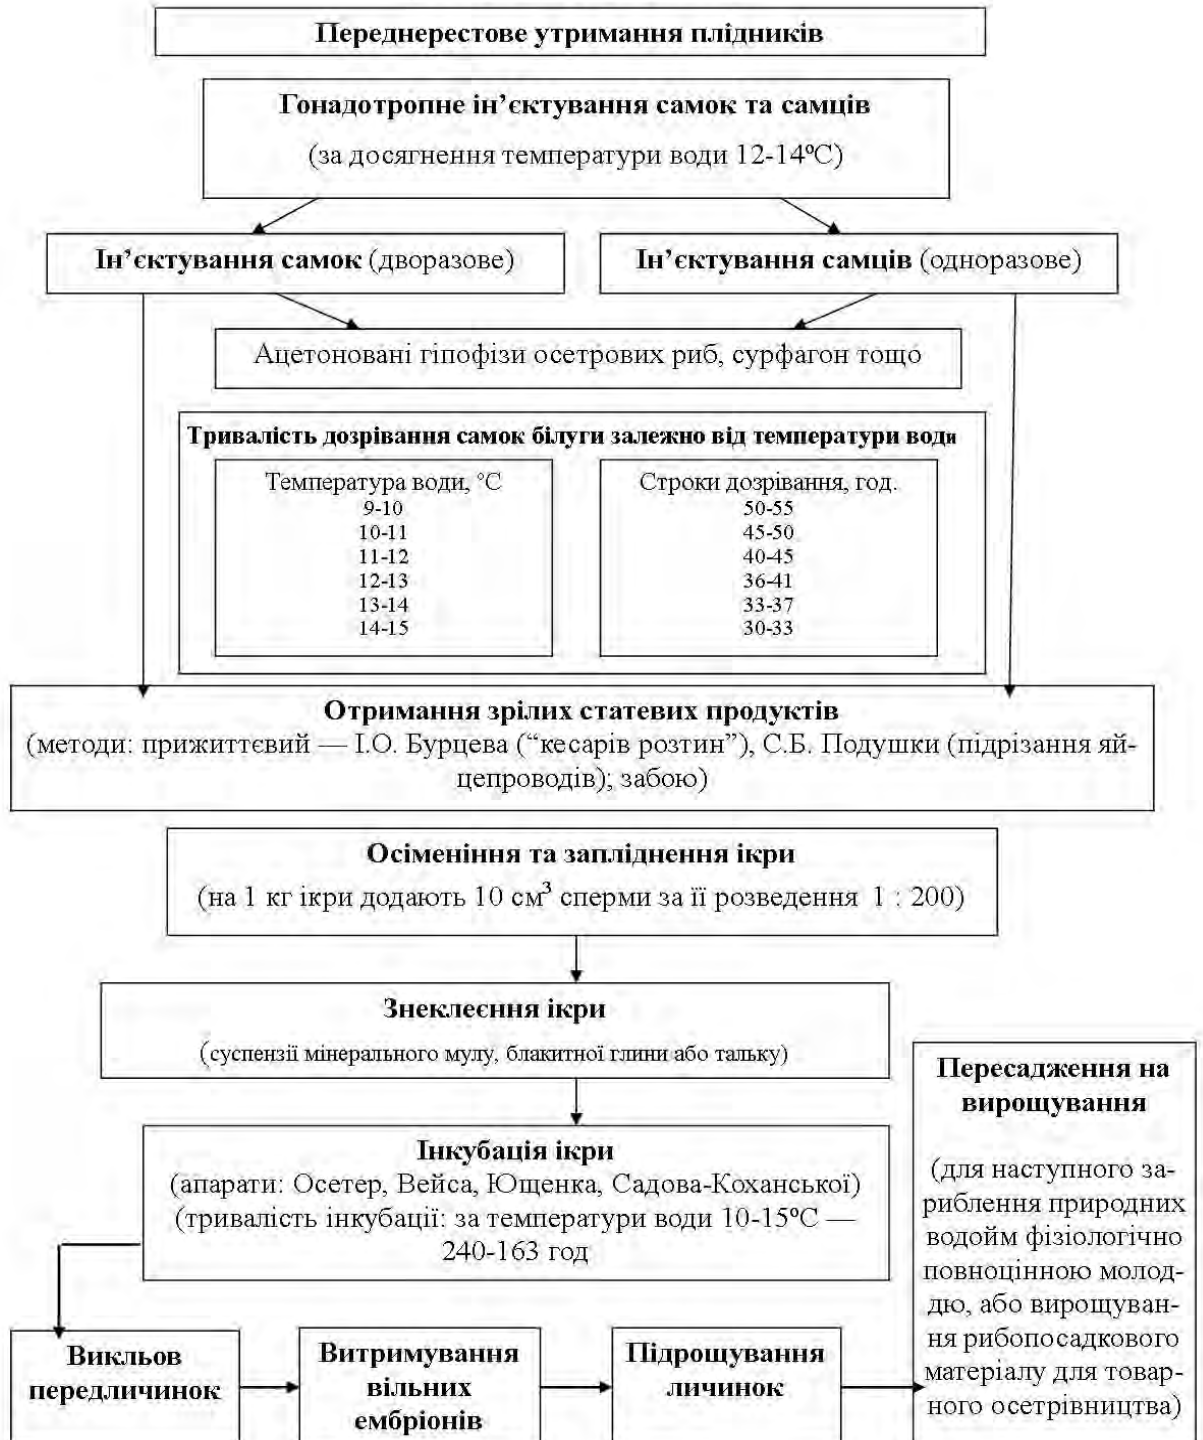 Переднерестове утримання плідників
Гонадотропне ін’єктування самок та самців
(за досягнення температури води 12-14ºС)
Ін’єктування самок (дворазове)
Ін’єктування самців (одноразове)
Ацетоновані гіпофізи осетрових риб, сурфагон тощо
Тривалість дозрівання самок білуги залежно від температури води
Температура води, °С
9-10
10-11
11-12
12-13
13-14
14-15
Строки дозрівання, год.
50-55
45-50
40-45
36-41
33-37
30-33
Отримання зрілих статевих продуктів
(методи: прижиттєвий — І.О. Бурцева (“кесарів розтин”), С.Б. Подушки (підрізання яй-
цепроводів); забою)
Осіменіння та запліднення ікри
(на 1 кг ікри додають 10 см³ сперми за її розведення 1 : 200)
Знеклеєння ікри
(суспензії мінерального мулу, блакитної глини або тальку)
Інкубація ікри
(апарати: Осетер, Вейса, Ющенка, Садова-Коханської)
(тривалість інкубації: за температури води 10-15ºС —
240-163 год
Викльов
передличинок
Витримування
вільних
ембріонів
Підрощування
личинок
Пересадження на
вирощування
(для наступного за-
риблення природних
водойм фізіологічно
повноцінною молод-
дю, або вирощуван-
ня рибопосадкового
матеріалу для товар-
ного осетрівництва)